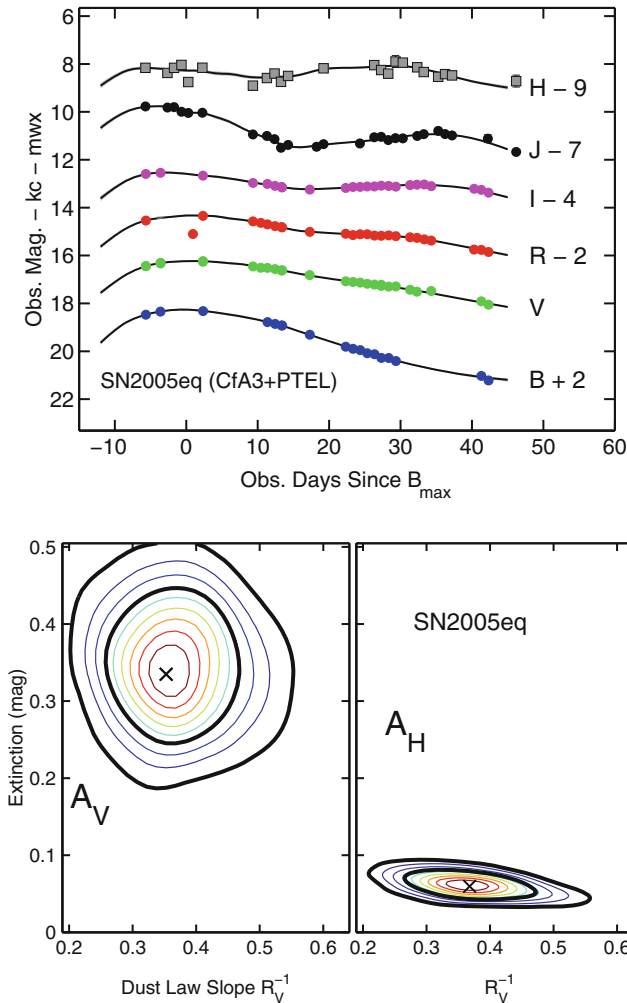 6
8
10
12
14
16
18
20
22
Obs. Mag. – kc – mwx
H – 9
J – 7
I – 4
R – 2
V
B + 2
SN2005eq (CfA3+PTEL)
−10 0 10 20 30 40 50 60
Obs. Days Since B_max
0.5
0.4
0.3
0.2
0.1
0
Extinction (mag)
A_V
SN2005eq
A_H
0.2 0.3 0.4 0.5 0.6
0.2 0.3 0.4 0.5 0.6
Dust Law Slope R_V^−1
R_V^−1